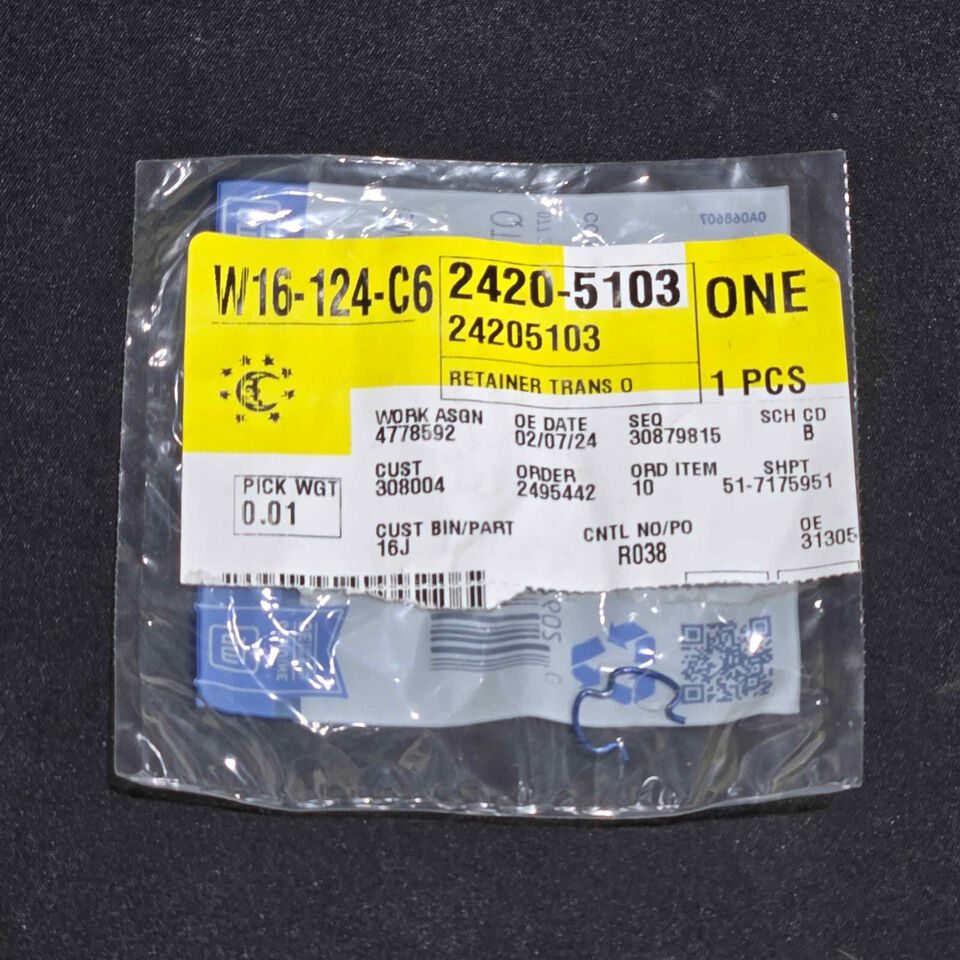 0A068607
W16-124-C6
2420-5103
ONE
24205103
RETAINER TRANS O
1 PCS
WORK ASGN
4778592
OE DATE
02/07/24
SEQ
30879815
SCH CD
B
PICK WGT
0.01
CUST
308004
ORDER
2495442
ORD ITEM
10
SHPT
51-7175951
CUST BIN/PART
16J
CNTL NO/PO
R038
OE
31305